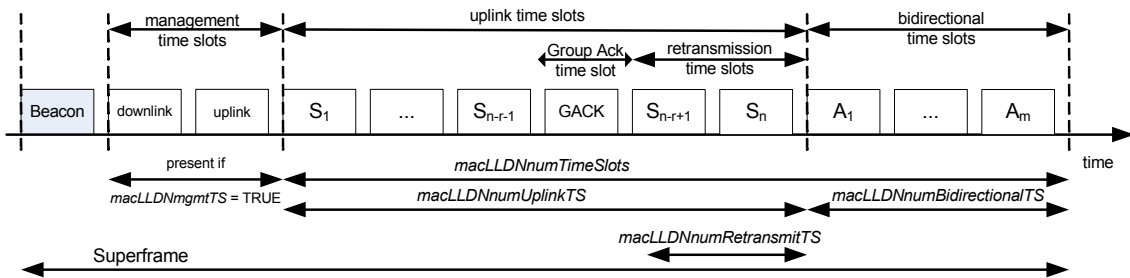 management
time slots
uplink time slots
bidirectional
time slots
Group Ack
time slot
retransmission
time slots
Beacon
downlink
uplink
S1
...
Sn-r-1
GACK
Sn-r+1
Sn
A1
...
Am
time
present if
macLLDNmgmtTS = TRUE
macLLDNnumTimeSlots
macLLDNnumUplinkTS
macLLDNnumBidirectionalTS
macLLDNnumRetransmitTS
Superframe